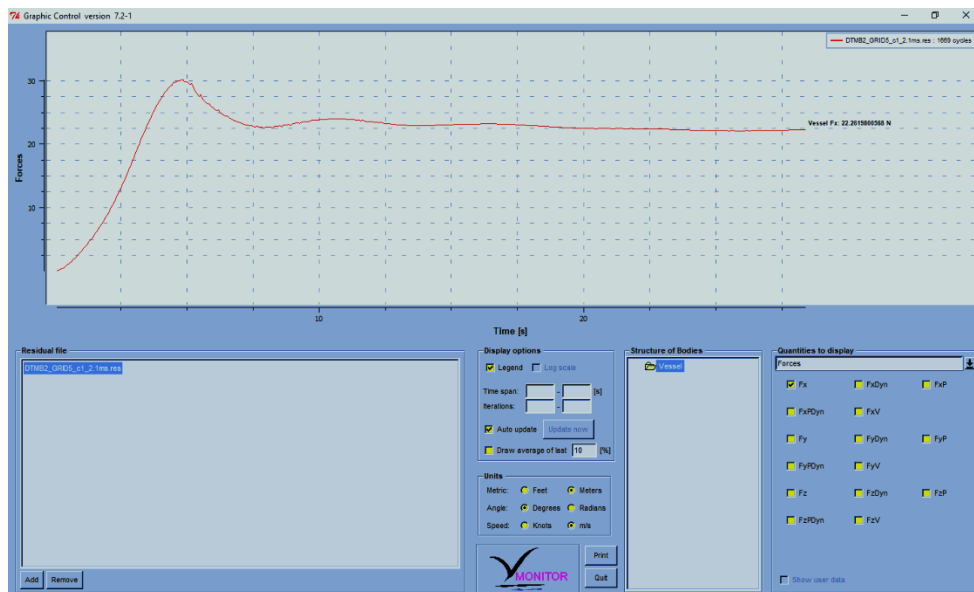 Graphic Control version 7.2-1
DTMB2_GRID5_c1_2.1ms.res : 1669 cycles
30
20
10
Forces
Vessel Fx: 22.2615800568 N
10
20
Time [s]
Residual file
DTMB2_GRID5_c1_2.1ms.res
Add
Remove
Display options
Legend
Log scale
Time span:
-
[s]
Iterations:
-
Auto update
Update now
Draw average of last
10
[%]
Units
Metric:
Feet
Meters
Angle:
Degrees
Radians
Speed:
Knots
m/s
MONITOR
Print
Quit
Structure of Bodies
Vessel
Quantities to display
Forces
Fx
FxDyn
FxP
FxPDyn
FxV
Fy
FyDyn
FyP
FyPDyn
FyV
Fz
FzDyn
FzP
FzPDyn
FzV
Show user data